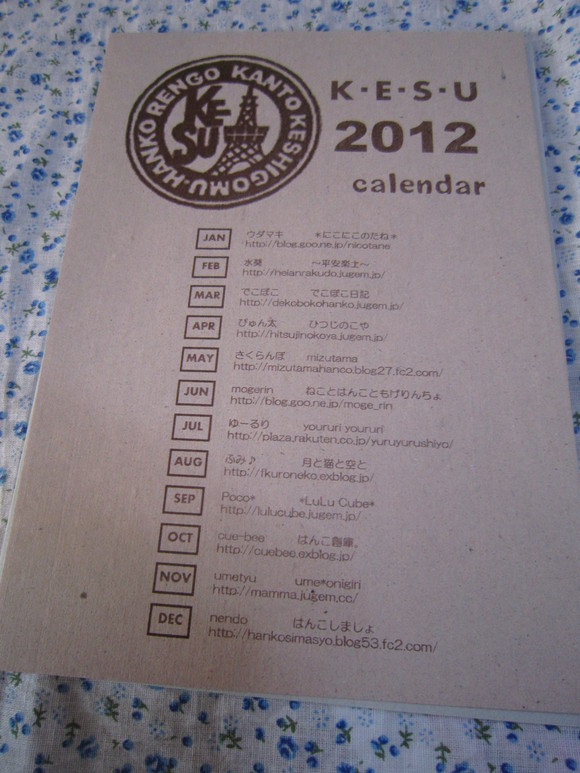 HANKO RENGO KANTO KESHIGOMU
KE
SU
K・E・S・U
2012
calendar
JAN ウダマキ *にこにこのたね*
http://blog.goo.ne.jp/nicotane
FEB 水葵 〜平安楽土〜
http://heianrakudo.jugem.jp/
MAR でこぼこ でこぼこ日記
http://dekobokohanko.jugem.jp/
APR ぴゅん太 ひつじのこや
http://hitsujinokoya.jugem.jp/
MAY さくらんぼ mizutama
http://mizutamahanco.blog27.fc2.com/
JUN mogerin ねことはんこともげりんちょ
http://blog.goo.ne.jp/moge_rin
JUL ゆーるり youruri youruri
http://plaza.rakuten.co.jp/yuruyurushiyo/
AUG ふみ♪ 月と猫と空と
http://fkuroneko.exblog.jp/
SEP Poco* *LuLu Cube*
http://lulucube.jugem.jp/
OCT cue-bee はんこ創庫。
http://cuebee.exblog.jp/
NOV umetyu ume*onigiri
http://mamma.jugem.cc/
DEC nendo はんこしましょ
http://hankosimasyo.blog53.fc2.com/